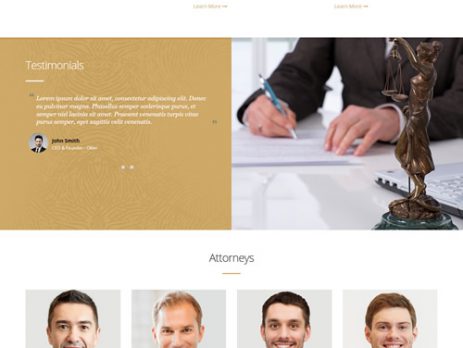 Learn More
Learn More
Testimonials
“ Lorem ipsum dolor sit amet, consectetur adipiscing elit. Donec
eu pulvinar magna. Phasellus scelerisque purus, et
semper nisl lacinia sit amet. Praesent venenatis turpis vitae
purus semper, eget sagittis velit venenatis. ”
John Smith
CEO & Founder -
Attorneys